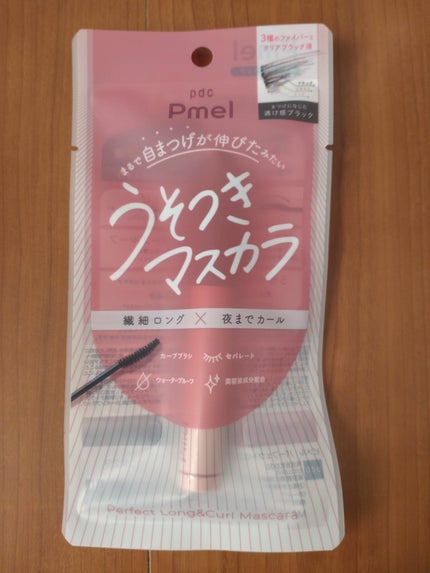 3種のファイバーと
クリアブラック液
pdc
Pmel
まつげになじむ
透け感ブラック
まるで自まつげが伸びたみたい
うそつき
マスカラ
繊細ロング × 夜までカール
カーブブラシ セパレート
ウォータープルーフ 美容液成分配合
Perfect Long&Curl Mascara